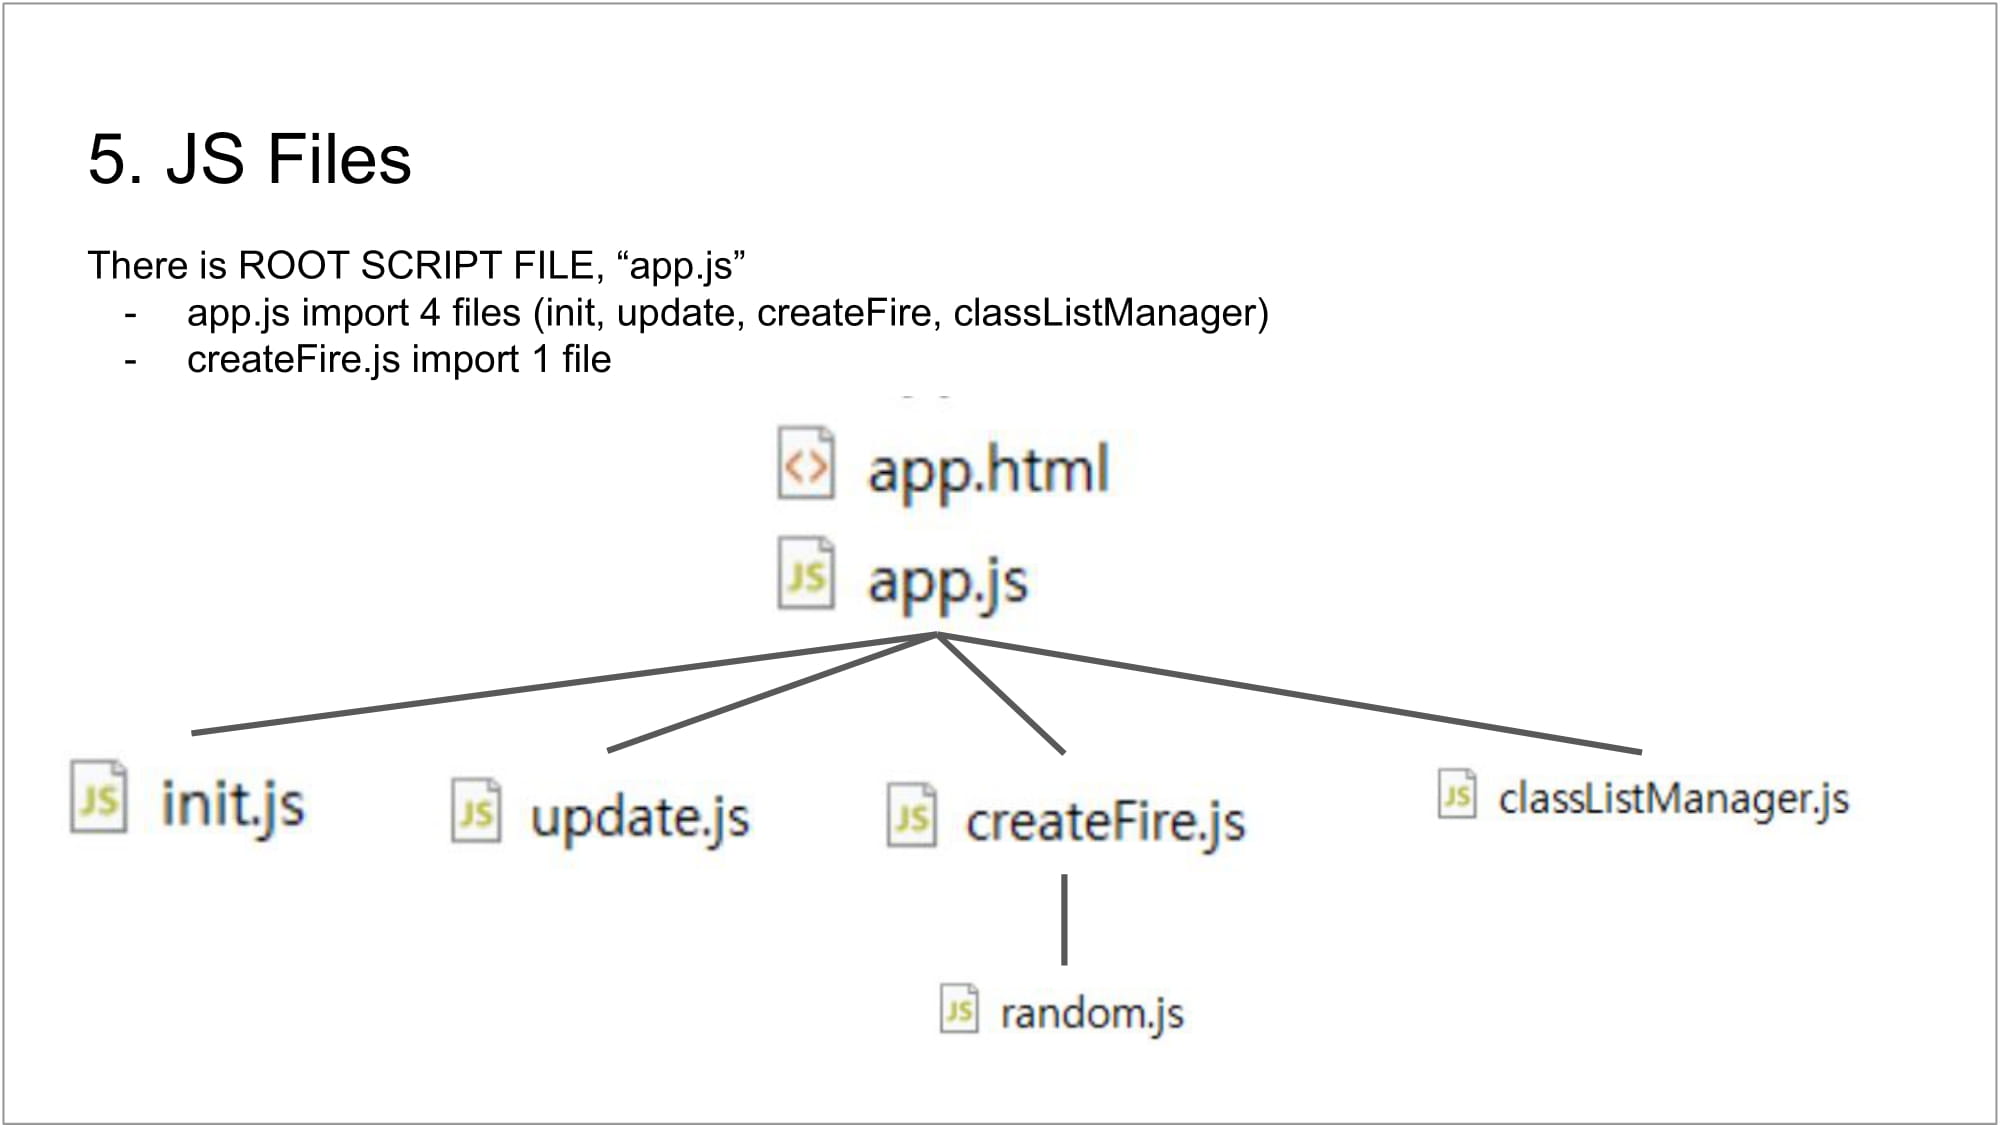 5. JS Files
There is ROOT SCRIPT FILE, “app.js”
- app.js import 4 files (init, update, createFire, classListManager)
- createFire.js import 1 file
<> app.html
JS app.js
JS init.js
JS update.js
JS createFire.js
JS classListManager.js
JS random.js